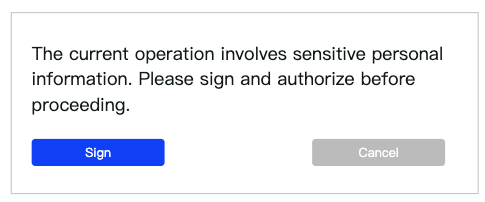 The current operation involves sensitive personal
information. Please sign and authorize before
proceeding.
Sign
Cancel